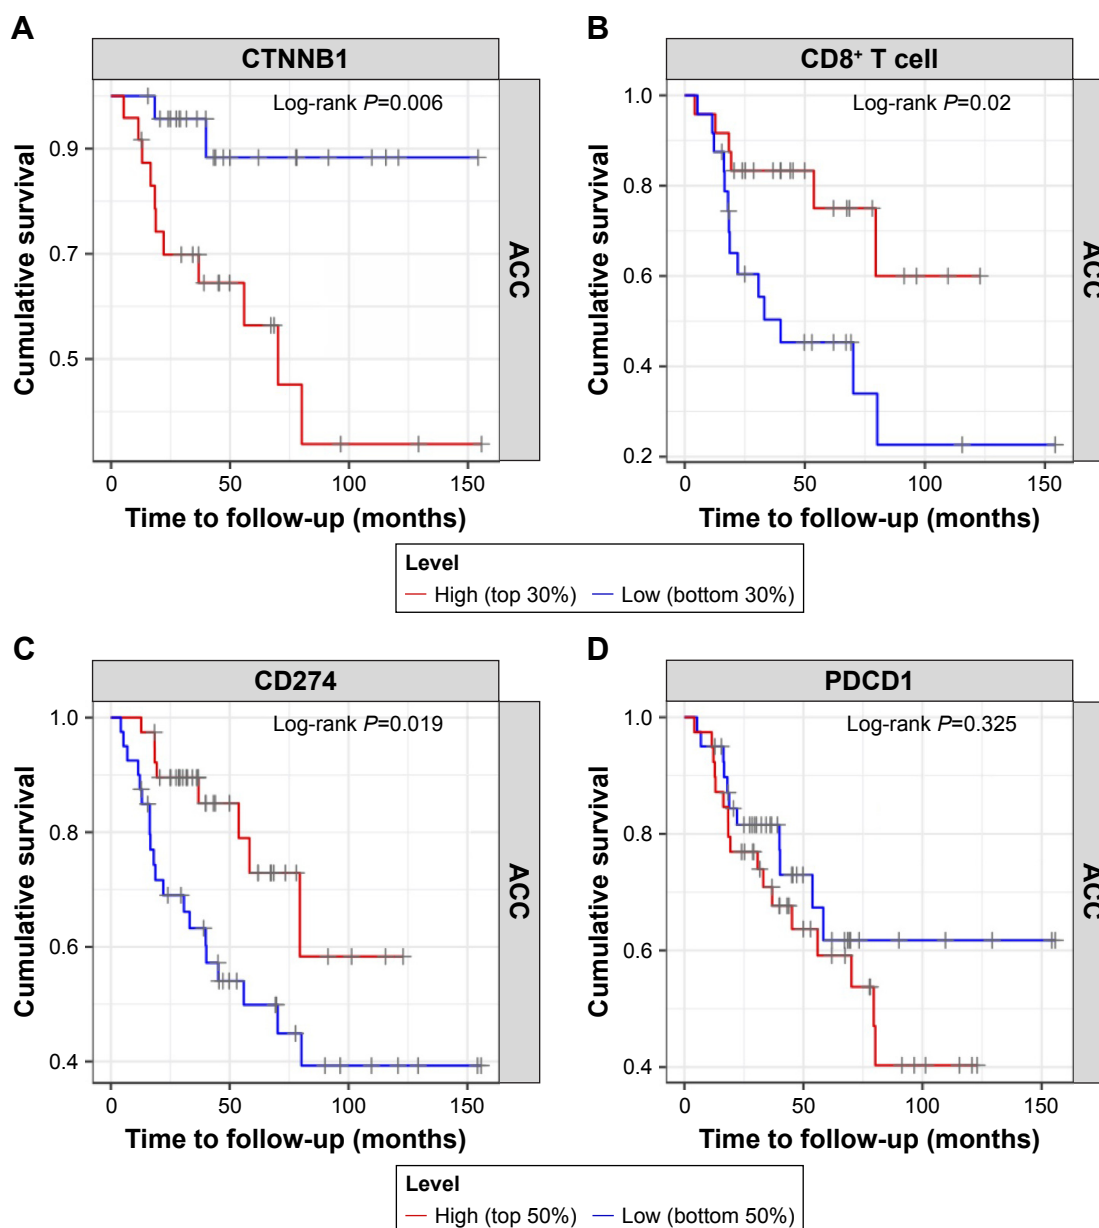 A
CTNNB1
Log-rank P=0.006
0.9
0.7
0.5
Cumulative survival
ACC
0 50 100 150
Time to follow-up (months)
B
CD8⁺ T cell
Log-rank P=0.02
1.0
0.8
0.6
0.4
0.2
Cumulative survival
ACC
0 50 100 150
Time to follow-up (months)
Level
High (top 30%) Low (bottom 30%)
C
CD274
Log-rank P=0.019
1.0
0.8
0.6
0.4
Cumulative survival
ACC
0 50 100 150
Time to follow-up (months)
D
PDCD1
Log-rank P=0.325
1.0
0.8
0.6
0.4
Cumulative survival
ACC
0 50 100 150
Time to follow-up (months)
Level
High (top 50%) Low (bottom 50%)